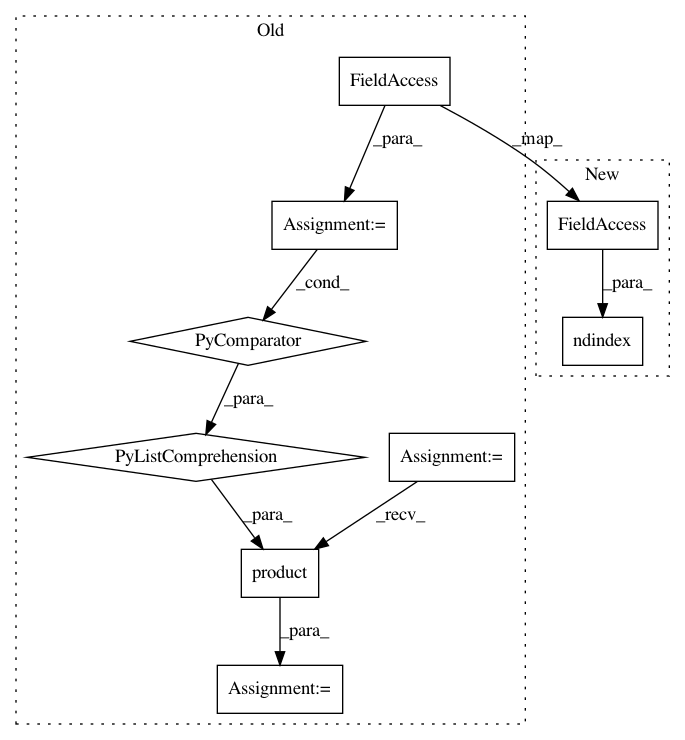 Old
FieldAccess
_para_
_map_
New
Assignment:=
FieldAccess
_cond_
_para_
PyComparator
ndindex
_para_
PyListComprehension
Assignment:=
_para_
_recv_
product
_para_
Assignment:=